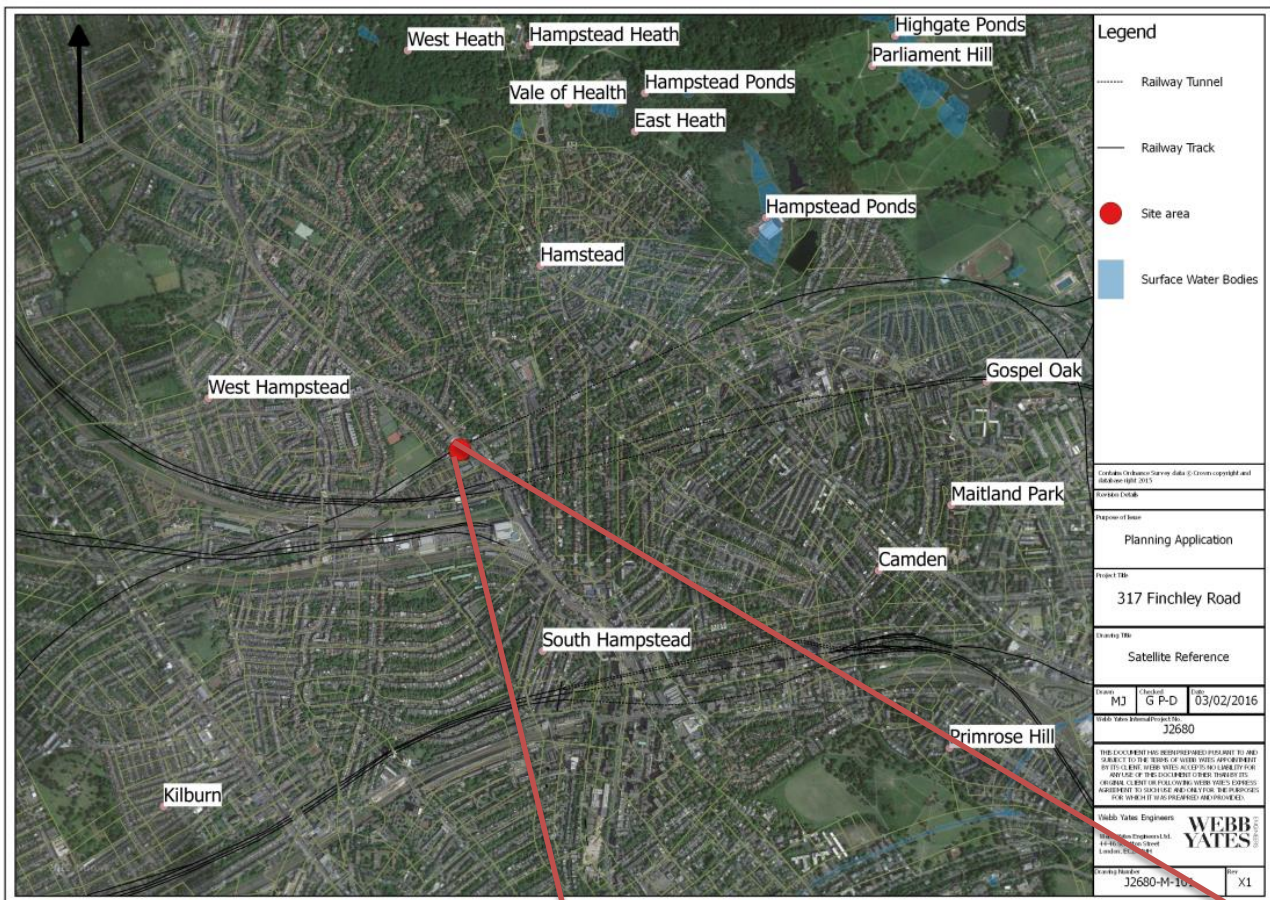 West Heath
Hampstead Heath
Highgate Ponds
Parliament Hill
Vale of Health
Hampstead Ponds
East Heath
Hampstead Ponds
Hamstead
Gospel Oak
West Hampstead
Maitland Park
Camden
South Hampstead
Primrose Hill
Kilburn
Legend
Railway Tunnel
Railway Track
Site area
Surface Water Bodies
Contains Ordnance Survey data © Crown copyright and
database right 2015
Revision Details
Purpose of Issue
Planning Application
Project Title
317 Finchley Road
Drawing Title
Satellite Reference
Drawn
MJ
Checked
G P-D
Date
03/02/2016
Webb Yates Internal Project No.
J2680
THIS DOCUMENT HAS BEEN PREPARED PURSUANT TO AND
SUBJECT TO THE TERMS OF WEBB YATES APPOINTMENT
BY ITS CLIENT. WEBB YATES ACCEPTS NO LIABILITY FOR
ANY USE OF THIS DOCUMENT OTHER THAN BY ITS
ORIGINAL CLIENT OR FOLLOWING WEBB YATES EXPRESS
AGREEMENT TO SUCH USE AND ONLY FOR THE PURPOSES
FOR WHICH IT WAS PREPARED AND PROVIDED.
Webb Yates Engineers
Engineers Ltd.
Street
London,
WEBB
YATES
ENGINEERS
Drawing Number
J2680-M-101
Rev
X1